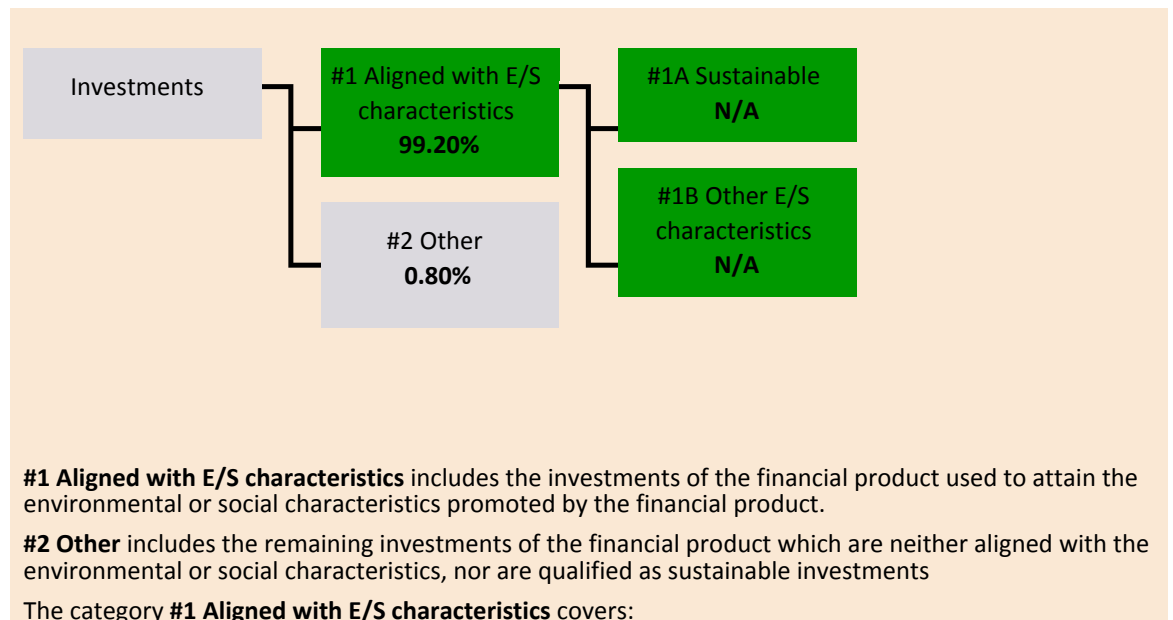 Investments
#1 Aligned with E/S
characteristics
99.20%
#1A Sustainable
N/A
#2 Other
0.80%
#1B Other E/S
characteristics
N/A
#1 Aligned with E/S characteristics includes the investments of the financial product used to attain the
environmental or social characteristics promoted by the financial product.
#2 Other includes the remaining investments of the financial product which are neither aligned with the
environmental or social characteristics, nor are qualified as sustainable investments
The category #1 Aligned with E/S characteristics covers: